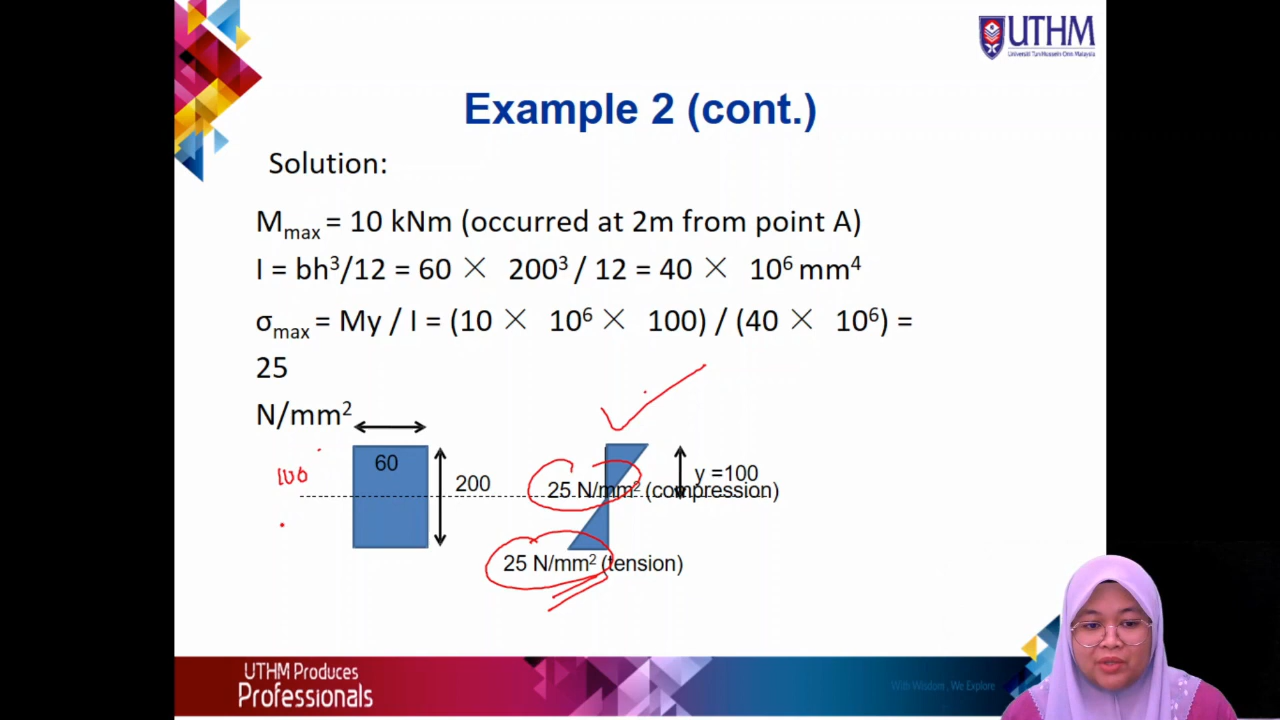 UTHM
Universiti Tun Hussein Onn Malaysia
Example 2 (cont.)
Solution:
Mmax = 10 kNm (occurred at 2m from point A)
I = bh³/12 = 60 × 200³ / 12 = 40 × 10⁶ mm⁴
σmax = My / I = (10 × 10⁶ × 100) / (40 × 10⁶) =
25
N/mm²
60
100
200
y =100
25 N/mm² (compression)
25 N/mm² (tension)
UTHM Produces
Professionals
With Wisdom, We Explore